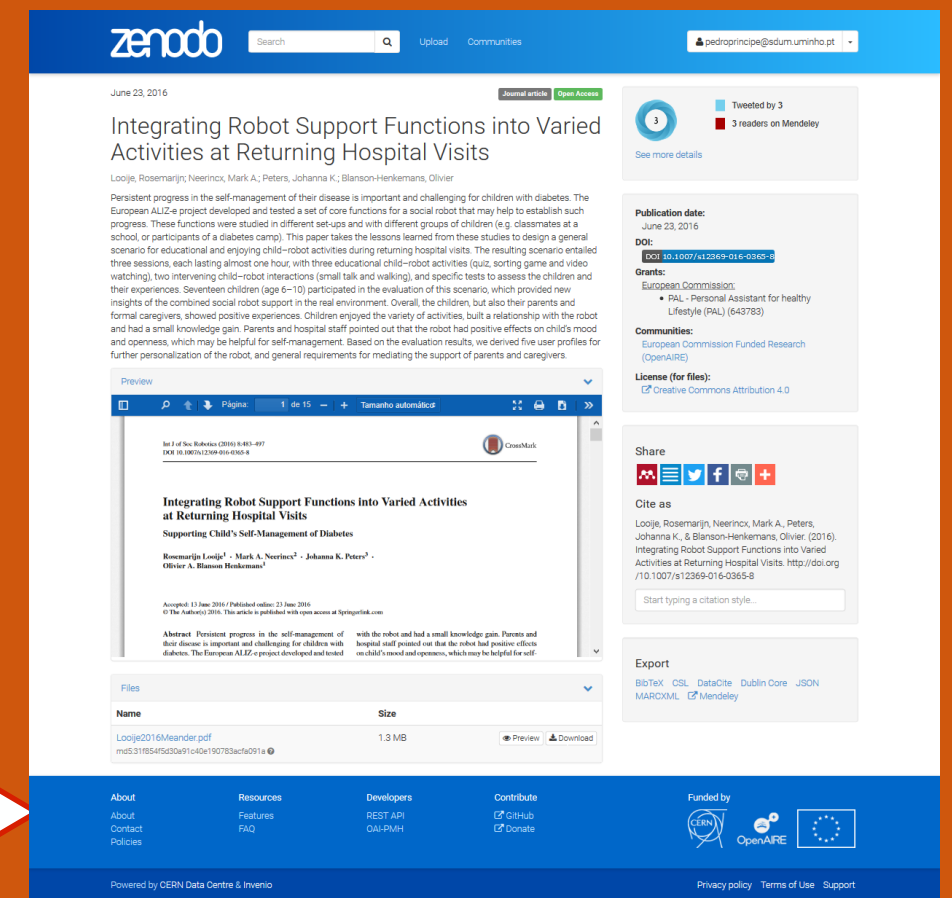 zenodo
Search
Upload Communities
pedroprincipe@sdum.uminho.pt
June 23, 2016
Journal article Open Access
Integrating Robot Support Functions into Varied
Activities at Returning Hospital Visits
Looije, Rosemarijn; Neerincx, Mark A.; Peters, Johanna K.; Blanson-Henkemans, Olivier
Persistent progress in the self-management of their disease is important and challenging for children with diabetes. The
European ALIZ-e project developed and tested a set of core functions for a social robot that may help to establish such
progress. These functions were studied in different set-ups and with different groups of children (e.g. classmates at a
school, or participants of a diabetes camp). This paper takes the lessons learned from these studies to design a general
scenario for educational and enjoying child–robot activities during returning hospital visits. The resulting scenario entailed
three sessions, each lasting almost one hour, with three educational child–robot activities (quiz, sorting game and video
watching), two intervening child–robot interactions (small talk and walking), and specific tests to assess the children and
their experiences. Seventeen children (age 6–10) participated in the evaluation of this scenario, which provided new
insights of the combined social robot support in the real environment. Overall, the children, but also their parents and
formal caregivers, showed positive experiences. Children enjoyed the variety of activities, built a relationship with the robot
and had a small knowledge gain. Parents and hospital staff pointed out that the robot had positive effects on child's mood
and openness, which may be helpful for self-management. Based on the evaluation results, we derived five user profiles for
further personalization of the robot, and general requirements for mediating the support of parents and caregivers.
Preview
Página: 1 de 15 — + Tamanho automático
Int J of Soc Robotics (2016) 8:483–497
DOI 10.1007/s12369-016-0365-8
CrossMark
Integrating Robot Support Functions into Varied Activities
at Returning Hospital Visits
Supporting Child's Self-Management of Diabetes
Rosemarijn Looije1 · Mark A. Neerincx2 · Johanna K. Peters3 ·
Olivier A. Blanson Henkemans1
Accepted: 13 June 2016 / Published online: 23 June 2016
© The Author(s) 2016. This article is published with open access at Springerlink.com
Abstract Persistent progress in the self-management of
their disease is important and challenging for children with
diabetes. The European ALIZ-e project developed and tested
with the robot and had a small knowledge gain. Parents and
hospital staff pointed out that the robot had positive effects
on child's mood and openness, which may be helpful for self-
Files
Name Size
Looije2016Meander.pdf 1.3 MB Preview Download
md5:31f854f5d30a91c40e190783acfa091a
3
Tweeted by 3
3 readers on Mendeley
See more details
Publication date:
June 23, 2016
DOI:
DOI 10.1007/s12369-016-0365-8
Grants:
European Commission:
PAL - Personal Assistant for healthy
Lifestyle (PAL) (643783)
Communities:
European Commission Funded Research
(OpenAIRE)
License (for files):
Creative Commons Attribution 4.0
Share
Cite as
Looije, Rosemarijn, Neerincx, Mark A., Peters,
Johanna K., & Blanson-Henkemans, Olivier. (2016).
Integrating Robot Support Functions into Varied
Activities at Returning Hospital Visits. http://doi.org
/10.1007/s12369-016-0365-8
Start typing a citation style...
Export
BibTeX CSL DataCite Dublin Core JSON
MARCXML Mendeley
About Resources Developers Contribute Funded by
About Features REST API GitHub
Contact FAQ OAI-PMH Donate
Policies
CERN OpenAIRE
Powered by CERN Data Centre & Invenio
Privacy policy Terms of Use Support